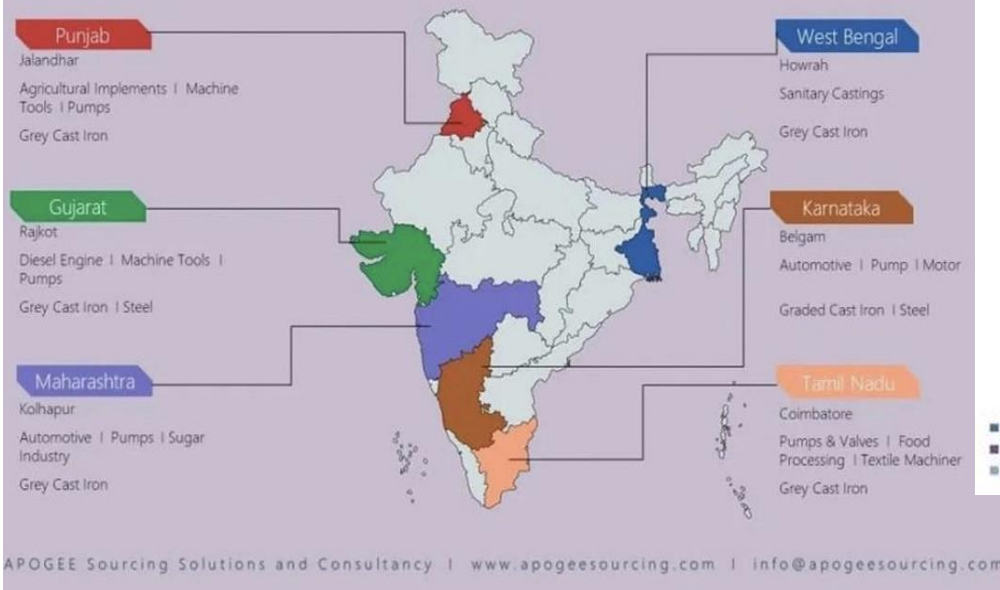 Punjab
Jalandhar
Agricultural Implements I Machine
Tools I Pumps
Grey Cast Iron
Gujarat
Rajkot
Diesel Engine I Machine Tools I
Pumps
Grey Cast Iron I Steel
Maharashtra
Kolhapur
Automotive I Pumps I Sugar
Industry
Grey Cast Iron
West Bengal
Howrah
Sanitary Castings
Grey Cast Iron
Karnataka
Belgam
Automotive I Pump I Motor
Graded Cast Iron I Steel
Tamil Nadu
Coimbatore
Pumps & Valves I Food
Processing I Textile Machiner
Grey Cast Iron
APOGEE Sourcing Solutions and Consultancy I www.apogeesourcing.com I info@apogeesourcing.com